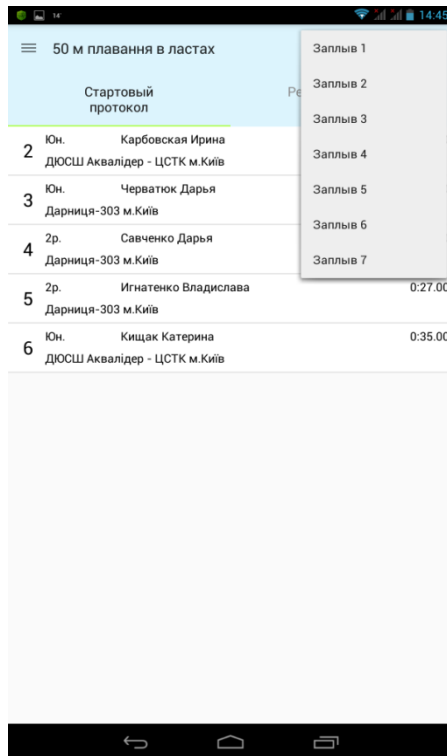 14°
14:45
50 м плавання в ластах
Стартовый
протокол
Ре
Заплыв 1
Заплыв 2
Заплыв 3
Заплыв 4
Заплыв 5
Заплыв 6
Заплыв 7
2 Юн. Карбовская Ирина
ДЮСШ Аквалідер - ЦСТК м.Київ
3 Юн. Черватюк Дарья
Дарниця-303 м.Київ
4 2р. Савченко Дарья
Дарниця-303 м.Київ
5 2р. Игнатенко Владислава 0:27.00
Дарниця-303 м.Київ
6 Юн. Кищак Катерина 0:35.00
ДЮСШ Аквалідер - ЦСТК м.Київ